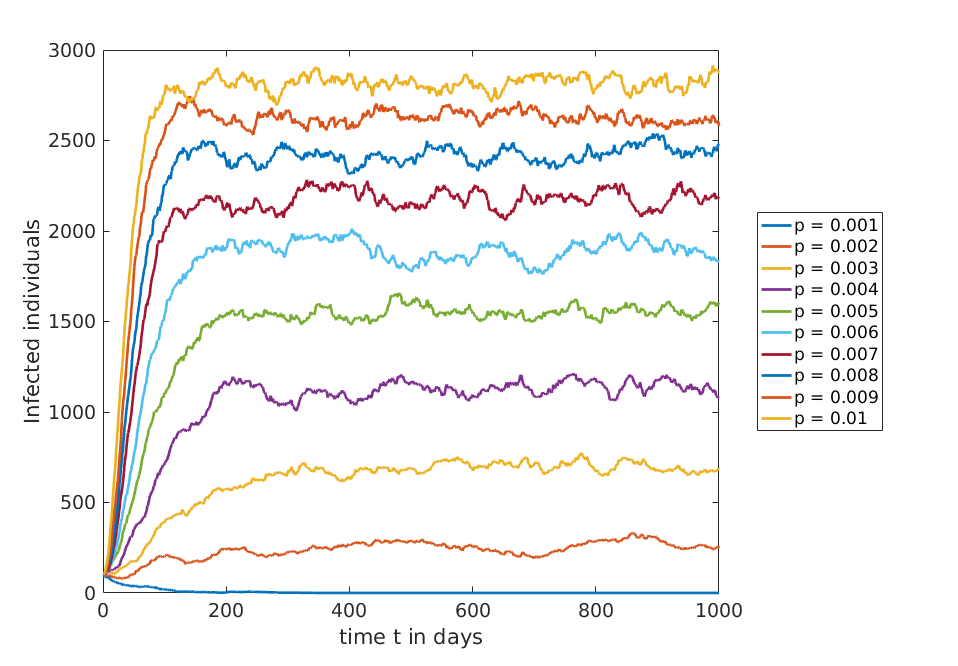 3000
2500
2000
1500
1000
500
0
Infected individuals
0 200 400 600 800 1000
time t in days
p = 0.001
p = 0.002
p = 0.003
p = 0.004
p = 0.005
p = 0.006
p = 0.007
p = 0.008
p = 0.009
p = 0.01